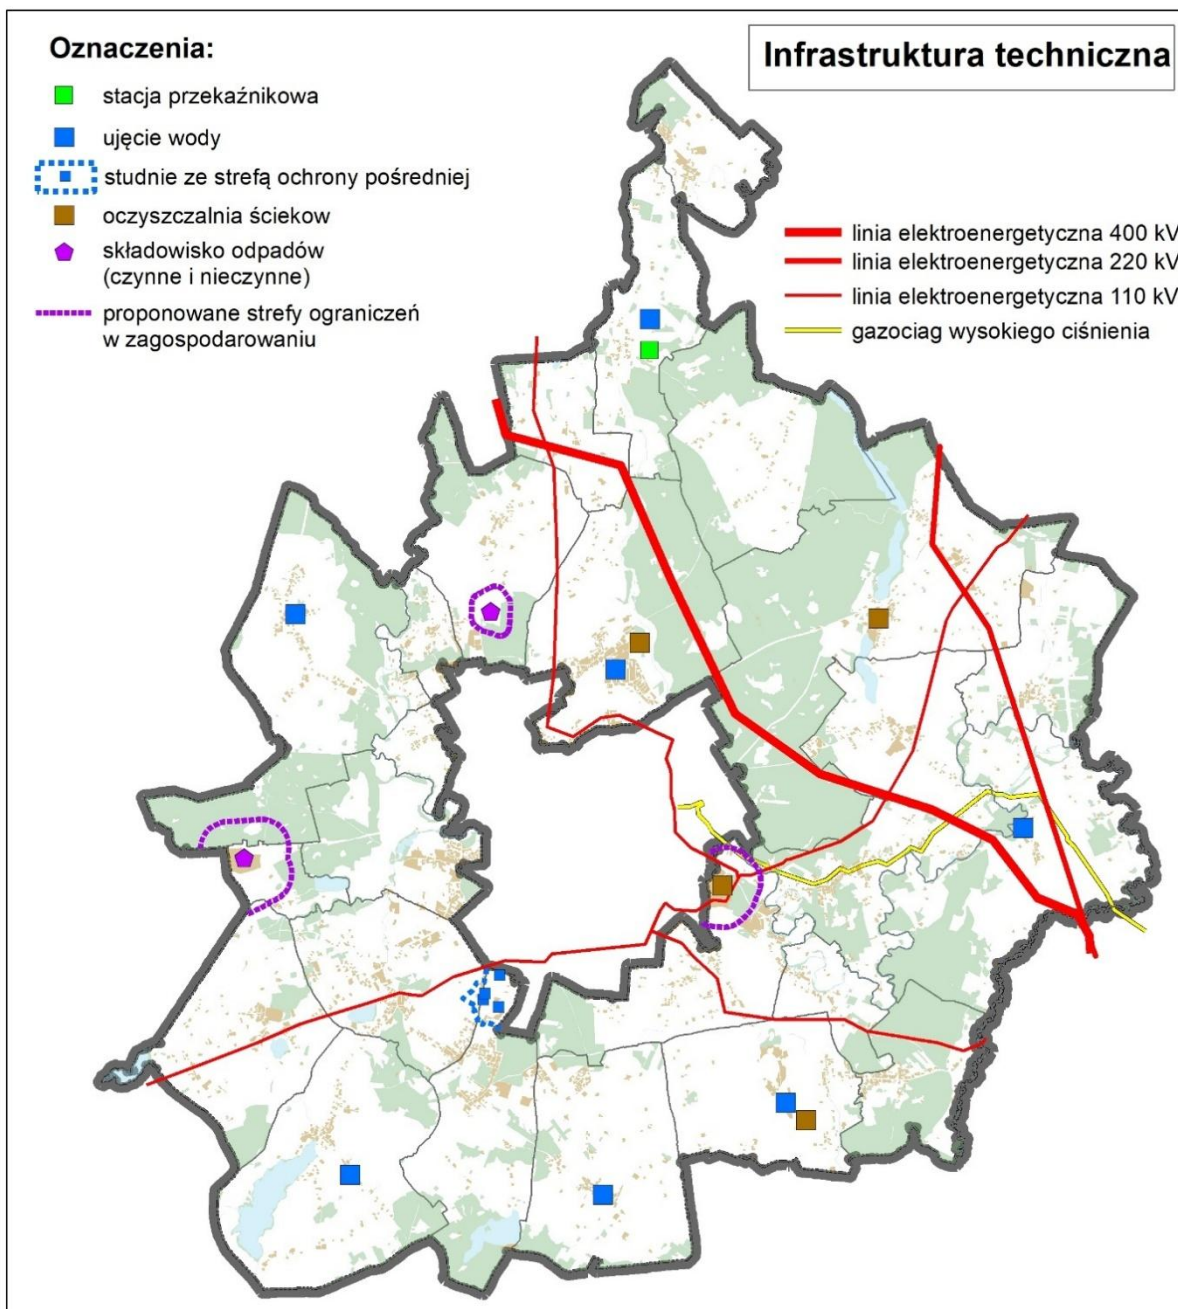 Oznaczenia:
stacja przekaźnikowa
ujęcie wody
studnie ze strefą ochrony pośredniej
oczyszczalnia ściekow
składowisko odpadów
(czynne i nieczynne)
proponowane strefy ograniczeń
w zagospodarowaniu
Infrastruktura techniczna
linia elektroenergetyczna 400 kV
linia elektroenergetyczna 220 kV
linia elektroenergetyczna 110 kV
gazociag wysokiego ciśnienia